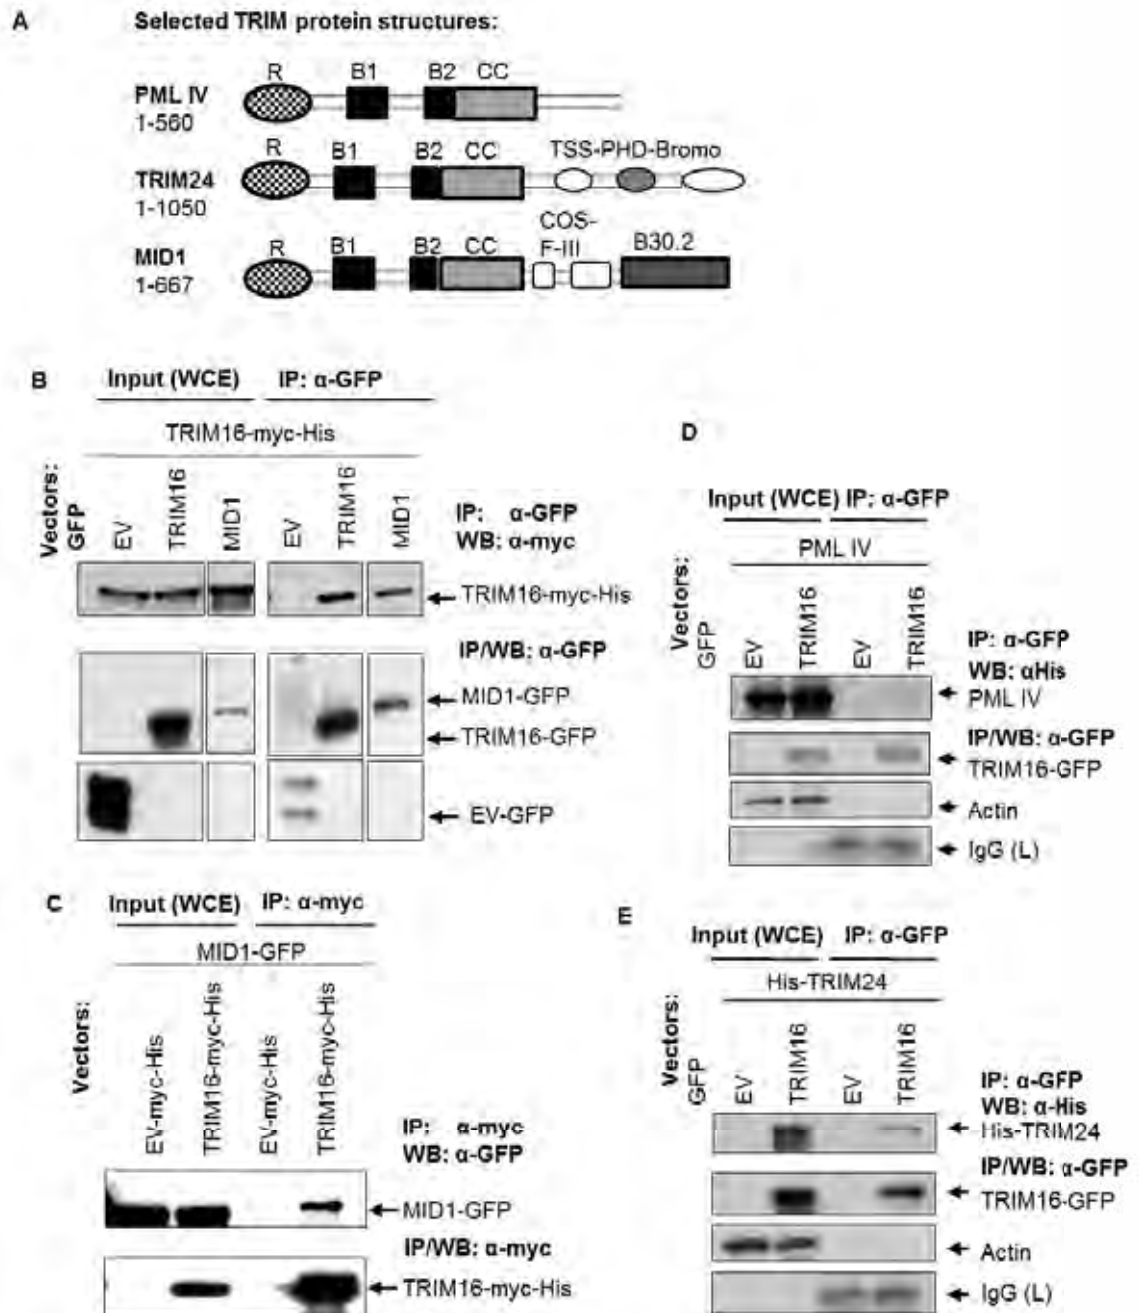 A
Selected TRIM protein structures:
R B1 B2 CC
PML IV
1-560
R B1 B2 CC TSS-PHD-Bromo
TRIM24
1-1050
COS-
R B1 B2 CC F-III B30.2
MID1
1-667
B
Input (WCE) IP: α-GFP
TRIM16-myc-His
Vectors:
GFP
EV
TRIM16
MID1
EV
TRIM16
MID1
IP: α-GFP
WB: α-myc
TRIM16-myc-His
IP/WB: α-GFP
MID1-GFP
TRIM16-GFP
EV-GFP
C
Input (WCE) IP: α-myc
MID1-GFP
Vectors:
EV-myc-His
TRIM16-myc-His
EV-myc-His
TRIM16-myc-His
IP: α-myc
WB: α-GFP
MID1-GFP
IP/WB: α-myc
TRIM16-myc-His
D
Input (WCE) IP: α-GFP
PML IV
Vectors:
GFP
EV
TRIM16
EV
TRIM16
IP: α-GFP
WB: αHis
PML IV
IP/WB: α-GFP
TRIM16-GFP
Actin
IgG (L)
E
Input (WCE) IP: α-GFP
His-TRIM24
Vectors:
GFP
EV
TRIM16
EV
TRIM16
IP: α-GFP
WB: α-His
His-TRIM24
IP/WB: α-GFP
TRIM16-GFP
Actin
IgG (L)